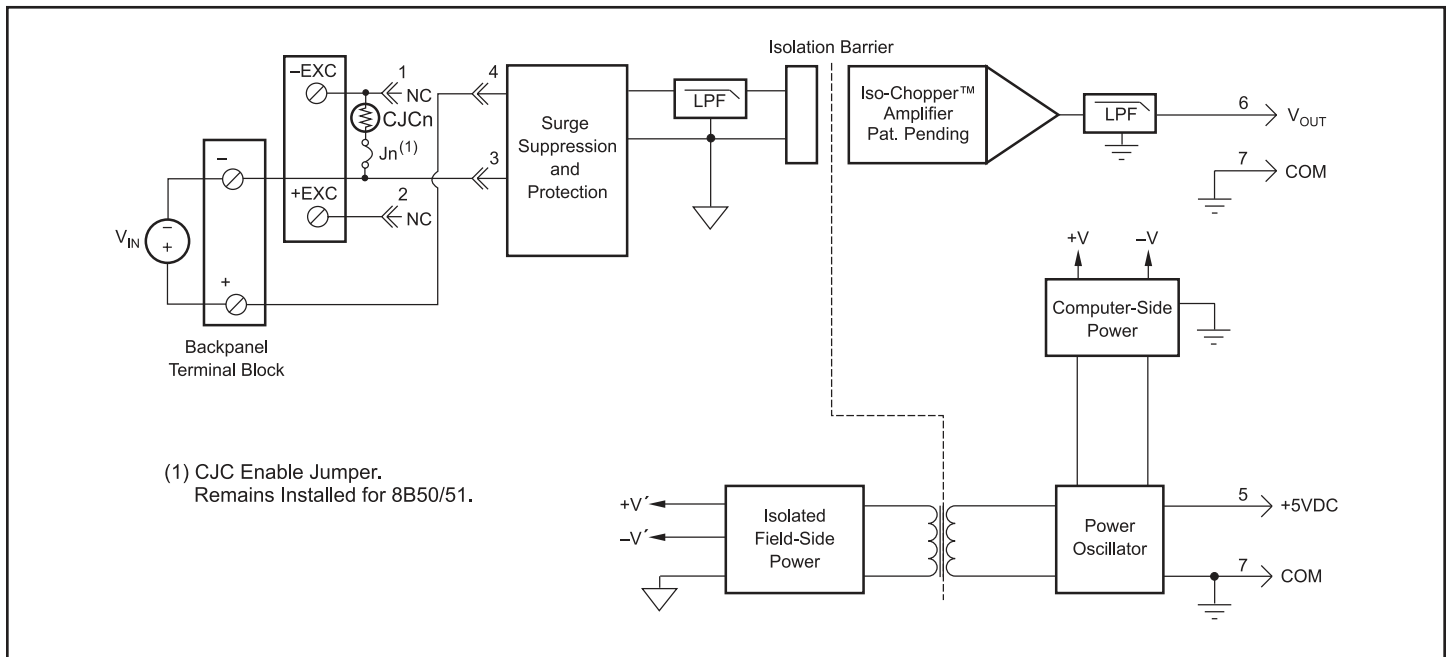 Isolation Barrier
–EXC
1
NC
CJCn
Jn(1)
4
3
–
+EXC
2
NC
VIN
–
+
+
Backpanel
Terminal Block
Surge
Suppression
and
Protection
LPF
Iso-Chopper™
Amplifier
Pat. Pending
LPF
6
VOUT
7
COM
+V
–V
Computer-Side
Power
(1) CJC Enable Jumper.
Remains Installed for 8B50/51.
+V´
–V´
Isolated
Field-Side
Power
Power
Oscillator
5
+5VDC
7
COM